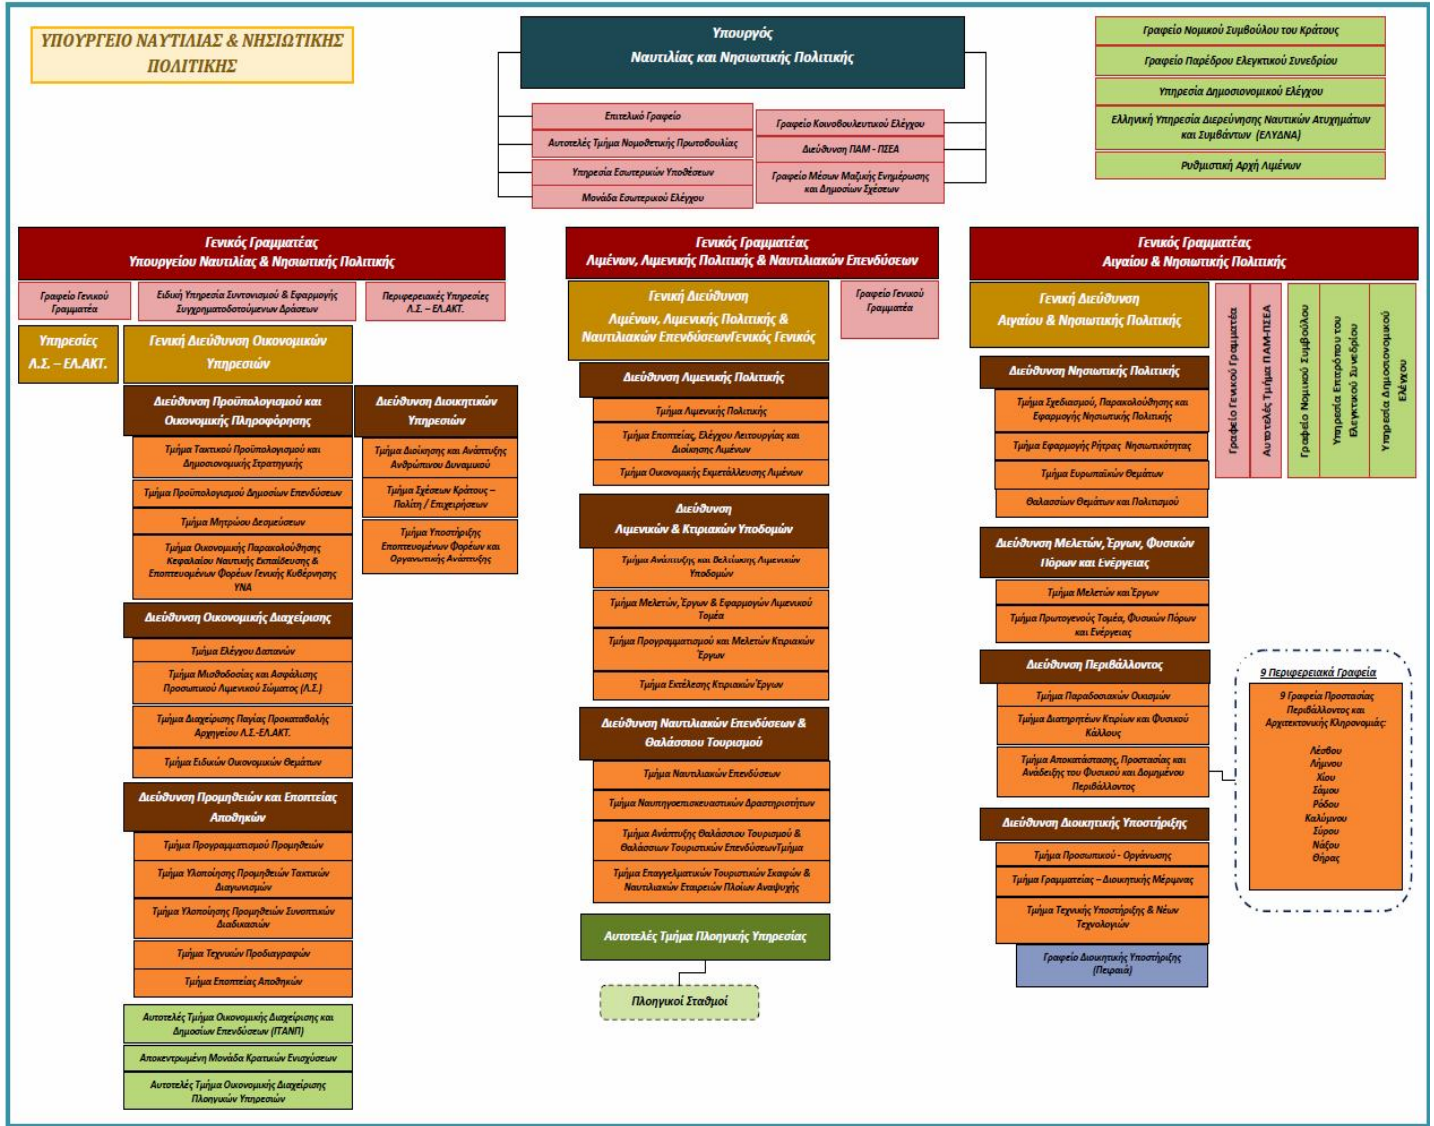 ΥΠΟΥΡΓΕΙΟ ΝΑΥΤΙΛΙΑΣ & ΝΗΣΙΩΤΙΚΗΣ
ΠΟΛΙΤΙΚΗΣ
Υπουργός
Ναυτιλίας και Νησιωτικής Πολιτικής
Γραφείο Νομικού Συμβούλου του Κράτους
Γραφείο Παρέδρου Ελεγκτικού Συνεδρίου
Υπηρεσία Δημοσιονομικού Ελέγχου
Ελληνική Υπηρεσία Διερεύνησης Ναυτικών Ατυχημάτων
και Συμβάντων (ΕΛΥΔΝΑ)
Ρυθμιστική Αρχή Λιμένων
Επιτελικό Γραφείο
Αυτοτελές Τμήμα Νομοθετικής Πρωτοβουλίας
Υπηρεσία Εσωτερικών Υποθέσεων
Μονάδα Εσωτερικού Ελέγχου
Γραφείο Κοινοβουλευτικού Ελέγχου
Διεύθυνση ΠΑΜ - ΠΣΕΑ
Γραφείο Μέσων Μαζικής Ενημέρωσης
και Δημοσίων Σχέσεων
Γενικός Γραμματέας
Υπουργείου Ναυτιλίας & Νησιωτικής Πολιτικής
Γραφείο Γενικού
Γραμματέα
Ειδική Υπηρεσία Συντονισμού & Εφαρμογής
Συγχρηματοδοτούμενων Δράσεων
Περιφερειακές Υπηρεσίες
Λ.Σ. – ΕΛ.ΑΚΤ.
Υπηρεσίες
Λ.Σ. – ΕΛ.ΑΚΤ.
Γενική Διεύθυνση Οικονομικών
Υπηρεσιών
Διεύθυνση Προϋπολογισμού και
Οικονομικής Πληροφόρησης
Τμήμα Τακτικού Προϋπολογισμού και
Δημοσιονομικής Στρατηγικής
Τμήμα Προϋπολογισμού Δημοσίων Επενδύσεων
Τμήμα Μητρώου Δεσμεύσεων
Τμήμα Οικονομικής Παρακολούθησης
Κεφαλαίου Ναυτικής Εκπαίδευσης &
Εποπτευομένων Φορέων Γενικής Κυβέρνησης
ΥΝΑ
Διεύθυνση Διοικητικών
Υπηρεσιών
Τμήμα Διοίκησης και Ανάπτυξης
Ανθρώπινου Δυναμικού
Τμήμα Σχέσεων Κράτους –
Πολίτη / Επιχειρήσεων
Τμήμα Υποστήριξης
Εποπτευομένων Φορέων και
Οργανωτικής Ανάπτυξης
Διεύθυνση Οικονομικής Διαχείρισης
Τμήμα Ελέγχου Δαπανών
Τμήμα Μισθοδοσίας και Ασφάλισης
Προσωπικού Λιμενικού Σώματος (Λ.Σ.)
Τμήμα Διαχείρισης Παγίας Προκαταβολής
Αρχηγείου Λ.Σ.-ΕΛ.ΑΚΤ.
Τμήμα Ειδικών Οικονομικών Θεμάτων
Διεύθυνση Προμηθειών και Εποπτείας
Αποθηκών
Τμήμα Προγραμματισμού Προμηθειών
Τμήμα Υλοποίησης Προμηθειών Τακτικών
Διαγωνισμών
Τμήμα Υλοποίησης Προμηθειών Συνοπτικών
Διαδικασιών
Τμήμα Τεχνικών Προδιαγραφών
Τμήμα Εποπτείας Αποθηκών
Αυτοτελές Τμήμα Οικονομικής Διαχείρισης και
Δημοσίων Επενδύσεων (ΙΤΑΝΠ)
Αποκεντρωμένη Μονάδα Κρατικών Ενισχύσεων
Αυτοτελές Τμήμα Οικονομικής Διαχείρισης
Πλοηγικών Υπηρεσιών
Γενικός Γραμματέας
Λιμένων, Λιμενικής Πολιτικής & Ναυτιλιακών Επενδύσεων
Γενική Διεύθυνση
Λιμένων, Λιμενικής Πολιτικής &
Ναυτιλιακών ΕπενδύσεωνΓενικός Γενικός
Γραφείο Γενικού
Γραμματέα
Διεύθυνση Λιμενικής Πολιτικής
Τμήμα Λιμενικής Πολιτικής
Τμήμα Εποπτείας, Ελέγχου Λειτουργίας και
Διοίκησης Λιμένων
Τμήμα Οικονομικής Εκμετάλλευσης Λιμένων
Διεύθυνση
Λιμενικών & Κτιριακών Υποδομών
Τμήμα Ανάπτυξης και Βελτίωσης Λιμενικών
Υποδομών
Τμήμα Μελετών, Έργων & Εφαρμογών Λιμενικού
Τομέα
Τμήμα Προγραμματισμού και Μελετών Κτιριακών
Έργων
Τμήμα Εκτέλεσης Κτιριακών Έργων
Διεύθυνση Ναυτιλιακών Επενδύσεων &
Θαλάσσιου Τουρισμού
Τμήμα Ναυτιλιακών Επενδύσεων
Τμήμα Ναυπηγοεπισκευαστικών Δραστηριοτήτων
Τμήμα Ανάπτυξης Θαλάσσιου Τουρισμού &
Θαλάσσιων Τουριστικών ΕπενδύσεωνΤμήμα
Τμήμα Επαγγελματικών Τουριστικών Σκαφών &
Ναυτιλιακών Εταιρειών Πλοίων Αναψυχής
Αυτοτελές Τμήμα Πλοηγικής Υπηρεσίας
Πλοηγικοί Σταθμοί
Γενικός Γραμματέας
Αιγαίου & Νησιωτικής Πολιτικής
Γενική Διεύθυνση
Αιγαίου & Νησιωτικής Πολιτικής
Γραφείο Γενικού Γραμματέα
Αυτοτελές Τμήμα ΠΑΜ-ΠΣΕΑ
Γραφείο Νομικού Συμβούλου
Υπηρεσία Επιτρόπου του
Ελεγκτικού Συνεδρίου
Υπηρεσία Δημοσιονομικού
Ελέγχου
Διεύθυνση Νησιωτικής Πολιτικής
Τμήμα Σχεδιασμού, Παρακολούθησης και
Εφαρμογής Νησιωτικής Πολιτικής
Τμήμα Εφαρμογής Ρήτρας Νησιωτικότητας
Τμήμα Ευρωπαϊκών Θεμάτων
Θαλασσίων Θεμάτων και Πολιτισμού
Διεύθυνση Μελετών, Έργων, Φυσικών
Πόρων και Ενέργειας
Τμήμα Μελετών και Έργων
Τμήμα Πρωτογενούς Τομέα, Φυσικών Πόρων
και Ενέργειας
Διεύθυνση Περιβάλλοντος
Τμήμα Παραδοσιακών Οικισμών
Τμήμα Διατηρητέων Κτιρίων και Φυσικού
Κάλλους
Τμήμα Αποκατάστασης, Προστασίας και
Ανάδειξης του Φυσικού και Δομημένου
Περιβάλλοντος
Διεύθυνση Διοικητικής Υποστήριξης
Τμήμα Προσωπικού - Οργάνωσης
Τμήμα Γραμματείας – Διοικητικής Μέριμνας
Τμήμα Τεχνικής Υποστήριξης & Νέων
Τεχνολογιών
Γραφείο Διοικητικής Υποστήριξης
(Πειραιά)
9 Περιφερειακά Γραφεία
9 Γραφεία Προστασίας
Περιβάλλοντος και
Αρχιτεκτονικής Κληρονομιάς:
Λέσβου
Λήμνου
Χίου
Σάμου
Ρόδου
Καλύμνου
Σύρου
Νάξου
Θήρας